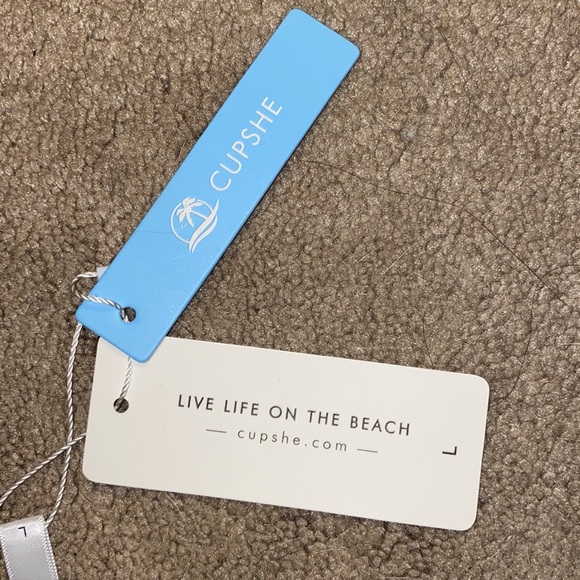 CUPSHE
LIVE LIFE ON THE BEACH
cupshe.com
L
L